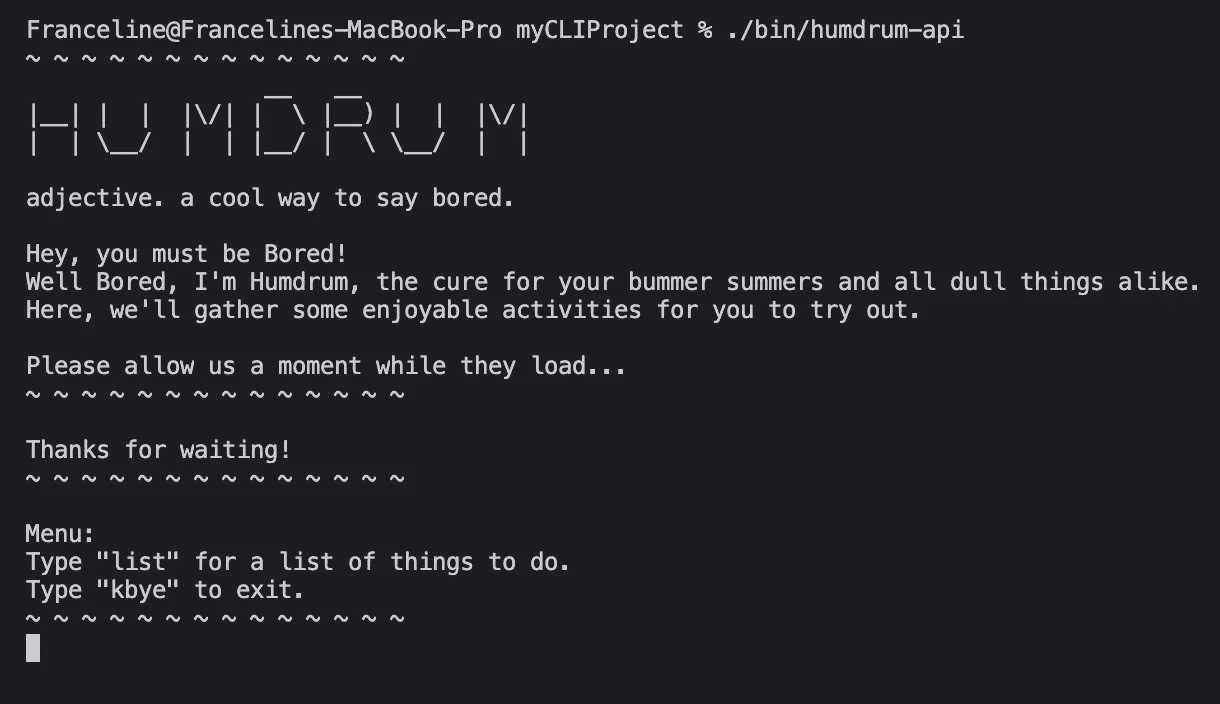 Franceline@Francelines-MacBook-Pro myCLIProject % ./bin/humdrum-api
~ ~ ~ ~ ~ ~ ~ ~ ~ ~ ~ ~ ~ ~
HUMDRUM
adjective. a cool way to say bored.
Hey, you must be Bored!
Well Bored, I'm Humdrum, the cure for your bummer summers and all dull things alike.
Here, we'll gather some enjoyable activities for you to try out.
Please allow us a moment while they load...
~ ~ ~ ~ ~ ~ ~ ~ ~ ~ ~ ~ ~ ~
Thanks for waiting!
~ ~ ~ ~ ~ ~ ~ ~ ~ ~ ~ ~ ~ ~
Menu:
Type "list" for a list of things to do.
Type "kbye" to exit.
~ ~ ~ ~ ~ ~ ~ ~ ~ ~ ~ ~ ~ ~